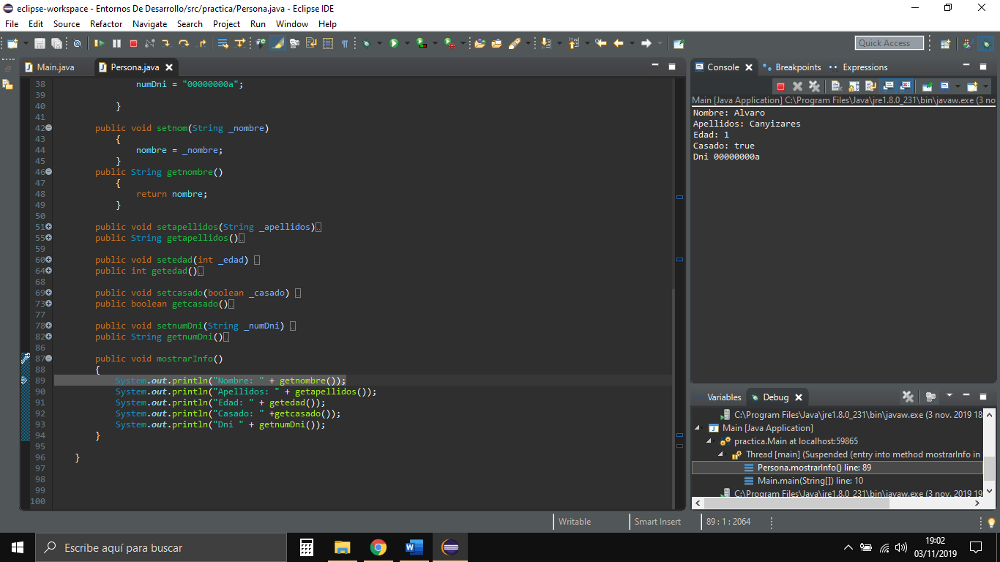 eclipse-workspace - Entornos De Desarrollo/src/practica/Persona.java - Eclipse IDE
File Edit Source Refactor Navigate Search Project Run Window Help
Quick Access
Main.java
Persona.java
38 numDni = "00000000a";
39
40 }
41
42 public void setnom(String _nombre)
43 {
44 nombre = _nombre;
45 }
46 public String getnombre()
47 {
48 return nombre;
49 }
50
51 public void setapellidos(String _apellidos)
55 public String getapellidos()
59
60 public void setedad(int _edad)
64 public int getedad()
68
69 public void setcasado(boolean _casado)
73 public boolean getcasado()
77
78 public void setnumDni(String _numDni)
82 public String getnumDni()
86
87 public void mostrarInfo()
88 {
89 System.out.println("Nombre: " + getnombre());
90 System.out.println("Apellidos: " + getapellidos());
91 System.out.println("Edad: " + getedad());
92 System.out.println("Casado: " +getcasado());
93 System.out.println("Dni " + getnumDni());
94 }
95
96 }
97
98
99
100
Console Breakpoints Expressions
Main [Java Application] C:\Program Files\Java\jre1.8.0_231\bin\javaw.exe (3 no
Nombre: Alvaro
Apellidos: Canyizares
Edad: 1
Casado: true
Dni 00000000a
Variables Debug
C:\Program Files\Java\jre1.8.0_231\bin\javaw.exe (3 nov. 2019 18
Main [Java Application]
practica.Main at localhost:59865
Thread [main] (Suspended (entry into method mostrarInfo in
Persona.mostrarInfo() line: 89
Main.main(String[]) line: 10
C:\Program Files\Java\jre1.8.0_231\bin\javaw.exe (3 nov. 2019 19
Writable Smart Insert 89 : 1 : 2064
Escribe aquí para buscar
19:02
03/11/2019